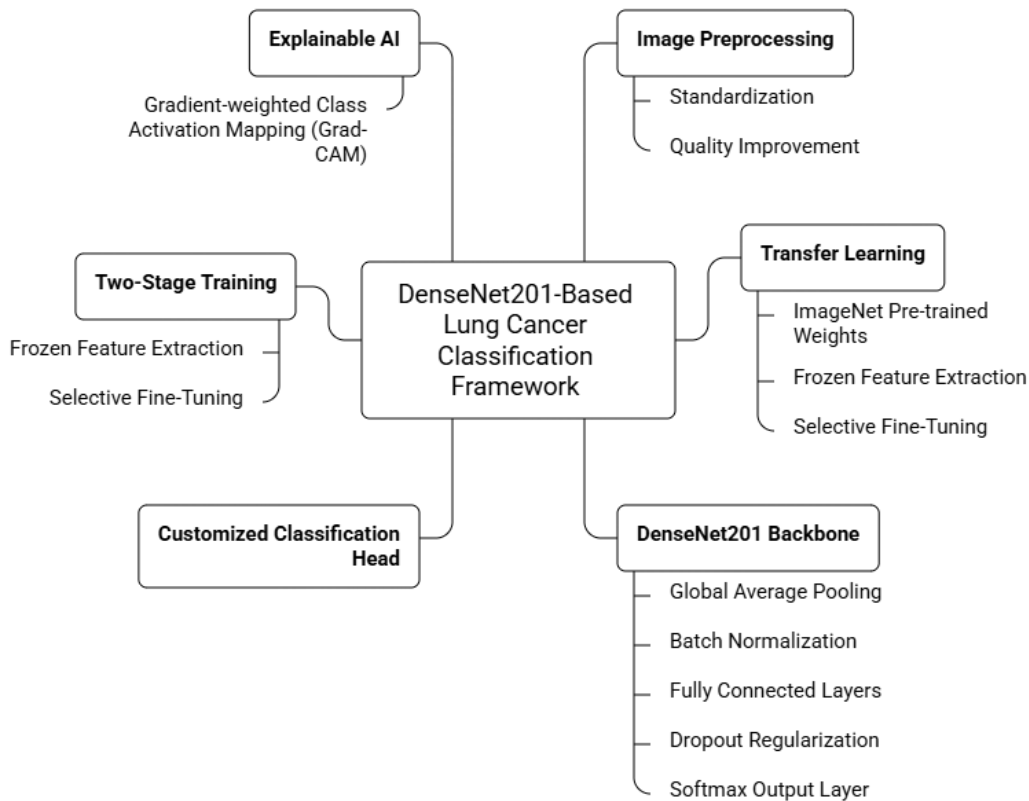 Explainable AI
Gradient-weighted Class
Activation Mapping (Grad-
CAM)
Image Preprocessing
Standardization
Quality Improvement
Two-Stage Training
Frozen Feature Extraction
Selective Fine-Tuning
DenseNet201-Based
Lung Cancer
Classification
Framework
Transfer Learning
ImageNet Pre-trained
Weights
Frozen Feature Extraction
Selective Fine-Tuning
Customized Classification
Head
DenseNet201 Backbone
Global Average Pooling
Batch Normalization
Fully Connected Layers
Dropout Regularization
Softmax Output Layer